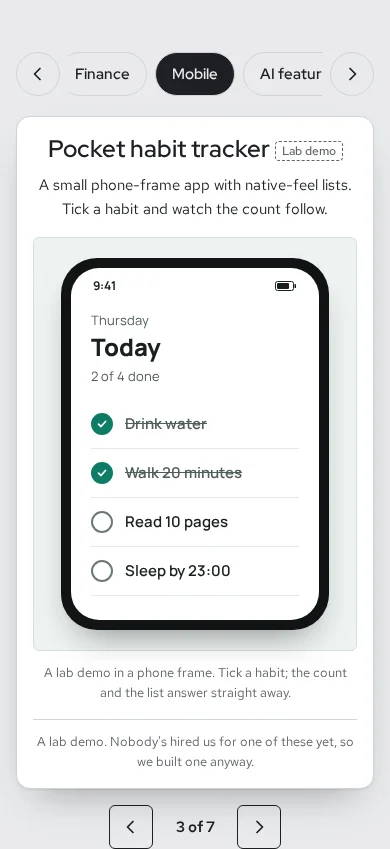 Finance
Mobile
AI featur
Pocket habit tracker Lab demo
A small phone-frame app with native-feel lists.
Tick a habit and watch the count follow.
9:41
Thursday
Today
2 of 4 done
Drink water
Walk 20 minutes
Read 10 pages
Sleep by 23:00
A lab demo in a phone frame. Tick a habit; the count
and the list answer straight away.
A lab demo. Nobody's hired us for one of these yet, so
we built one anyway.
3 of 7